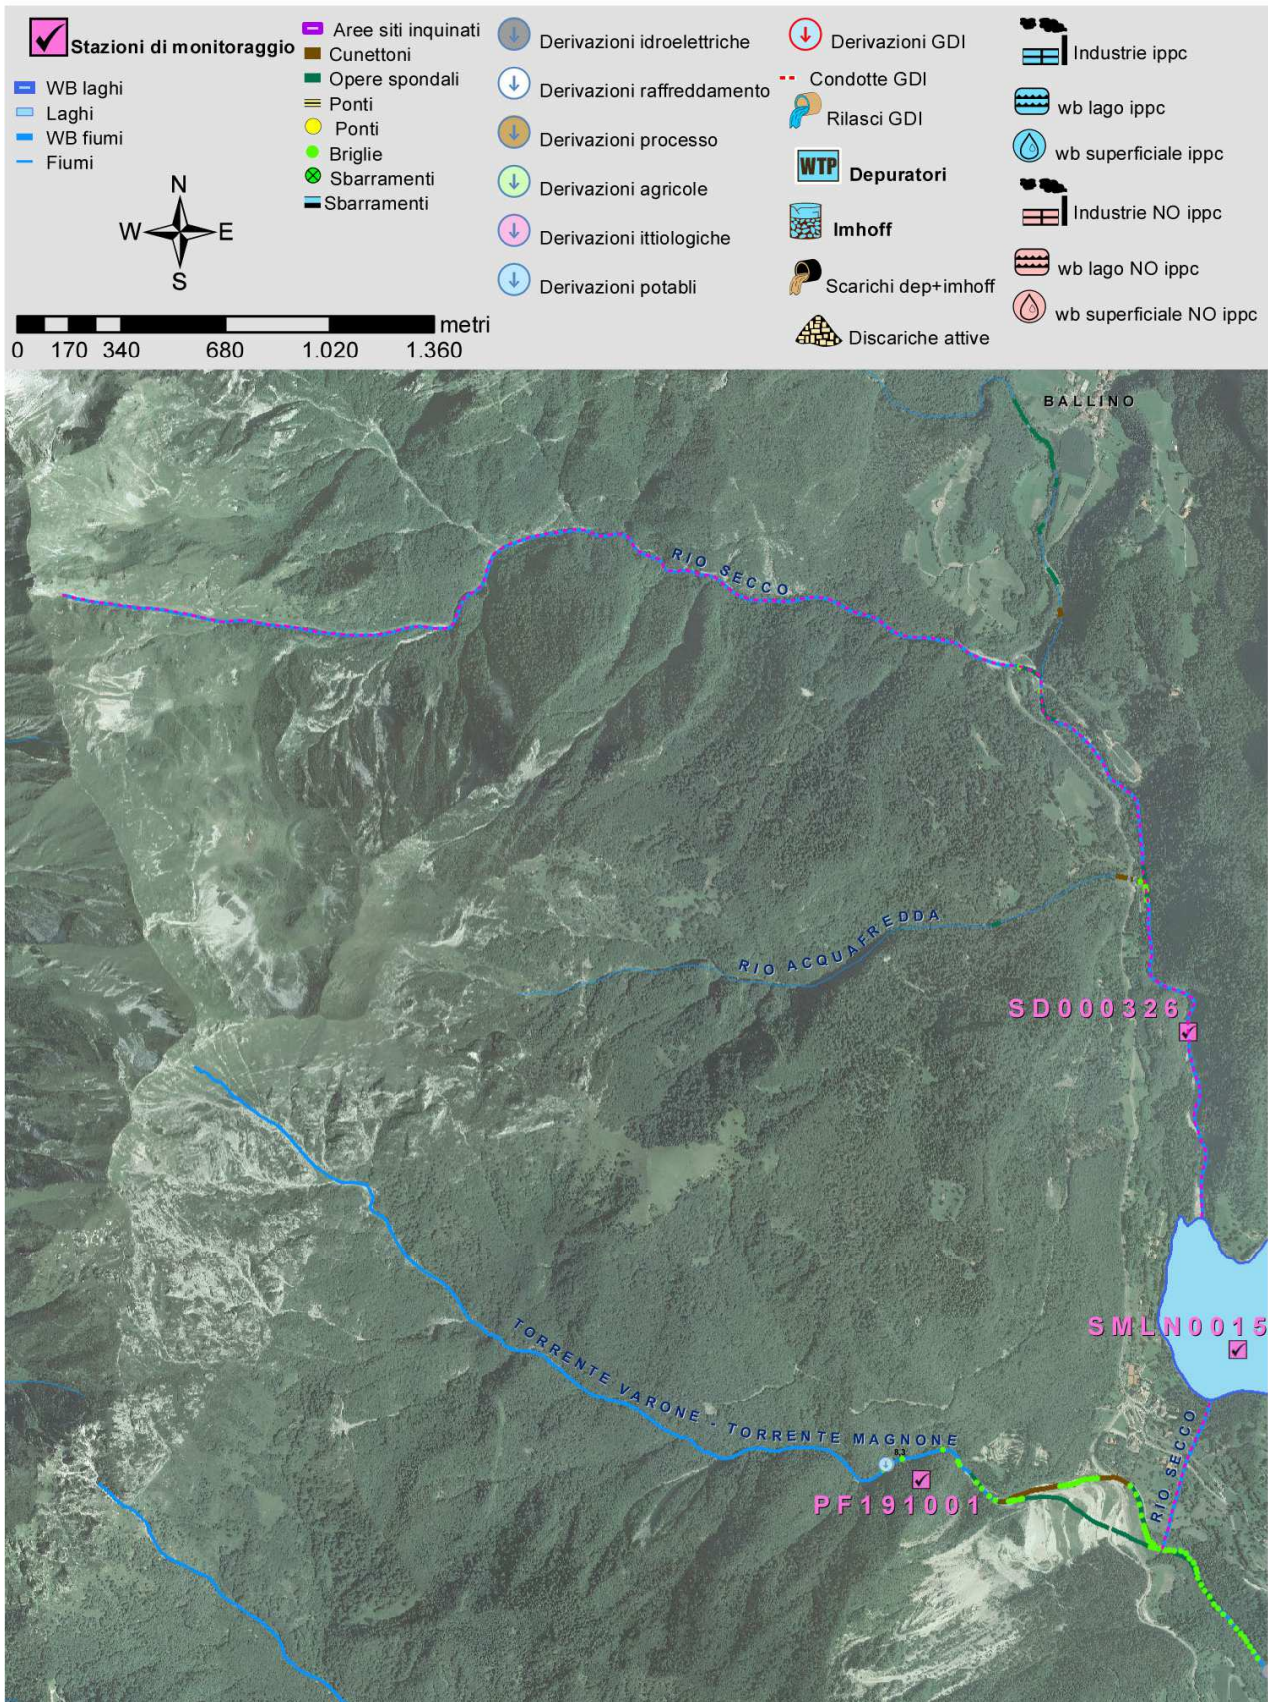 Stazioni di monitoraggio
WB laghi
Laghi
WB fiumi
Fiumi
N
W E
S
metri
0 170 340 680 1.020 1.360
Aree siti inquinati
Cunettoni
Opere spondali
Ponti
Ponti
Briglie
Sbarramenti
Sbarramenti
Derivazioni idroelettriche
Derivazioni raffreddamento
Derivazioni processo
Derivazioni agricole
Derivazioni ittiologiche
Derivazioni potabili
Derivazioni GDI
Condotte GDI
Rilasci GDI
WTP Depuratori
Imhoff
Scarichi dep+imhoff
Discariche attive
Industrie ippc
wb lago ippc
wb superficiale ippc
Industrie NO ippc
wb lago NO ippc
wb superficiale NO ippc
BALLINO
RIO SECCO
RIO ACQUAFREDDA
SD000326
SMLN0015
TORRENTE VARONE - TORRENTE MAGNONE
8,3
PF191001
RIO SECCO